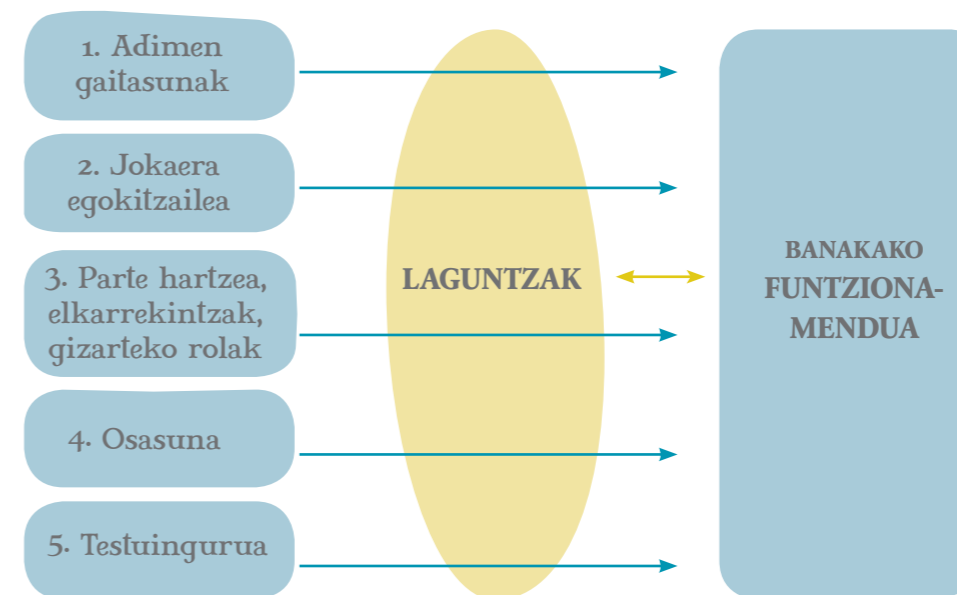 1. Adimen
gaitasunak
2. Jokaera
egokitzailea
3. Parte hartzea,
elkarrekintzak,
gizarteko rolak
4. Osasuna
5. Testuingurua
LAGUNTZAK
BANAKAKO
FUNTZIONA-
MENDUA